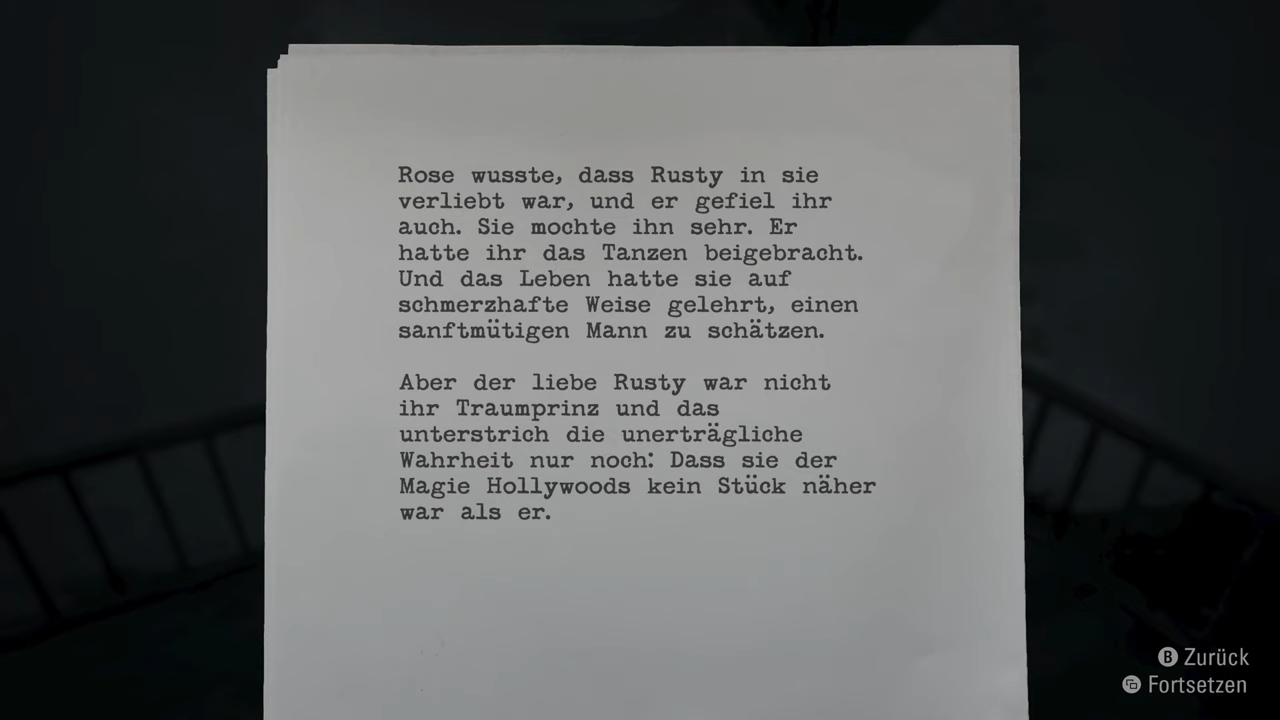 Rose wusste, dass Rusty in sie
verliebt war, und er gefiel ihr
auch. Sie mochte ihn sehr. Er
hatte ihr das Tanzen beigebracht.
Und das Leben hatte sie auf
schmerzhafte Weise gelehrt, einen
sanftmütigen Mann zu schätzen.
Aber der liebe Rusty war nicht
ihr Traumprinz und das
unterstrich die unerträgliche
Wahrheit nur noch: Dass sie der
Magie Hollywoods kein Stück näher
war als er.
B Zurück
Fortsetzen